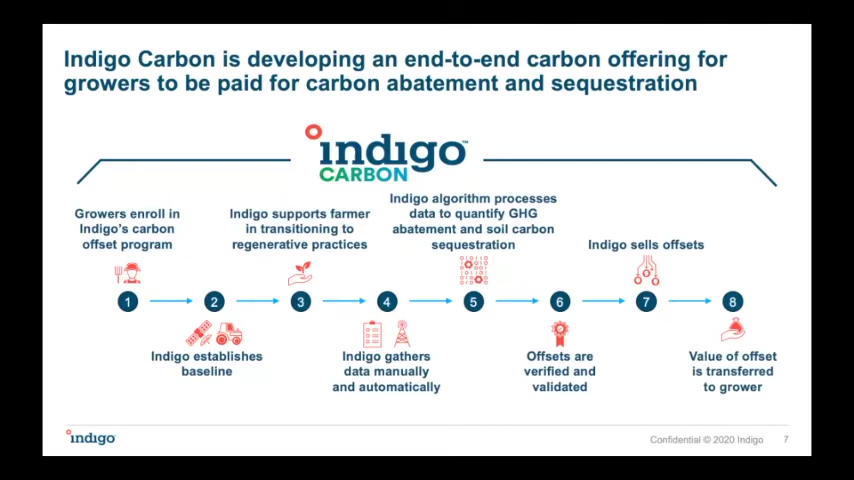 Indigo Carbon is developing an end-to-end carbon offering for
growers to be paid for carbon abatement and sequestration
indigo™
CARBON
Growers enroll in
Indigo's carbon
offset program
Indigo supports farmer
in transitioning to
regenerative practices
Indigo algorithm processes
data to quantify GHG
abatement and soil carbon
sequestration
Indigo sells offsets
1
2
3
4
5
6
7
8
Indigo establishes
baseline
Indigo gathers
data manually
and automatically
Offsets are
verified and
validated
Value of offset
is transferred
to grower
indigo
Confidential © 2020 Indigo 7